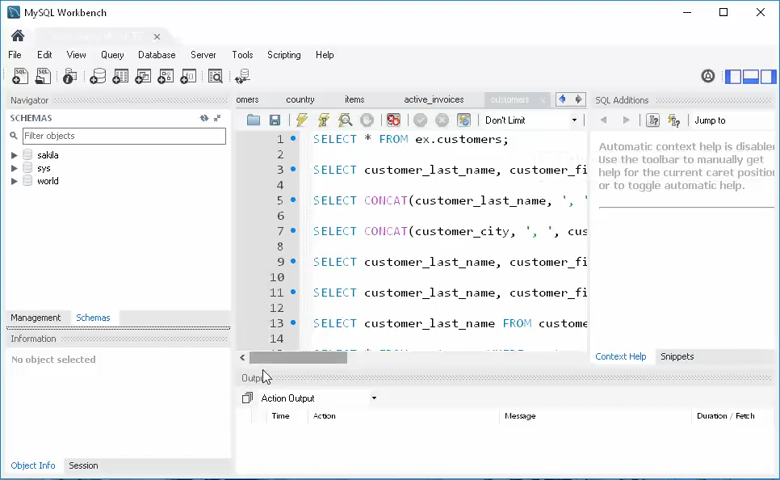 MySQL Workbench
File Edit View Query Database Server Tools Scripting Help
Navigator
SCHEMAS
Filter objects
sakila
sys
world
Management Schemas
Information
No object selected
Object Info Session
omers country items active_invoices customers
Don't Limit
1 SELECT * FROM ex.customers;
2
3 SELECT customer_last_name, customer_fi
4
5 SELECT CONCAT(customer_last_name, ', '
6
7 SELECT CONCAT(customer_city, ', ', cus
8
9 SELECT customer_last_name, customer_fi
10
11 SELECT customer_last_name, customer_fi
12
13 SELECT customer_last_name FROM custome
14
Output
Action Output
Time Action Message Duration / Fetch
SQL Additions
Jump to
Automatic context help is disabled
Use the toolbar to manually get
help for the current caret position
or to toggle automatic help.
Context Help Snippets